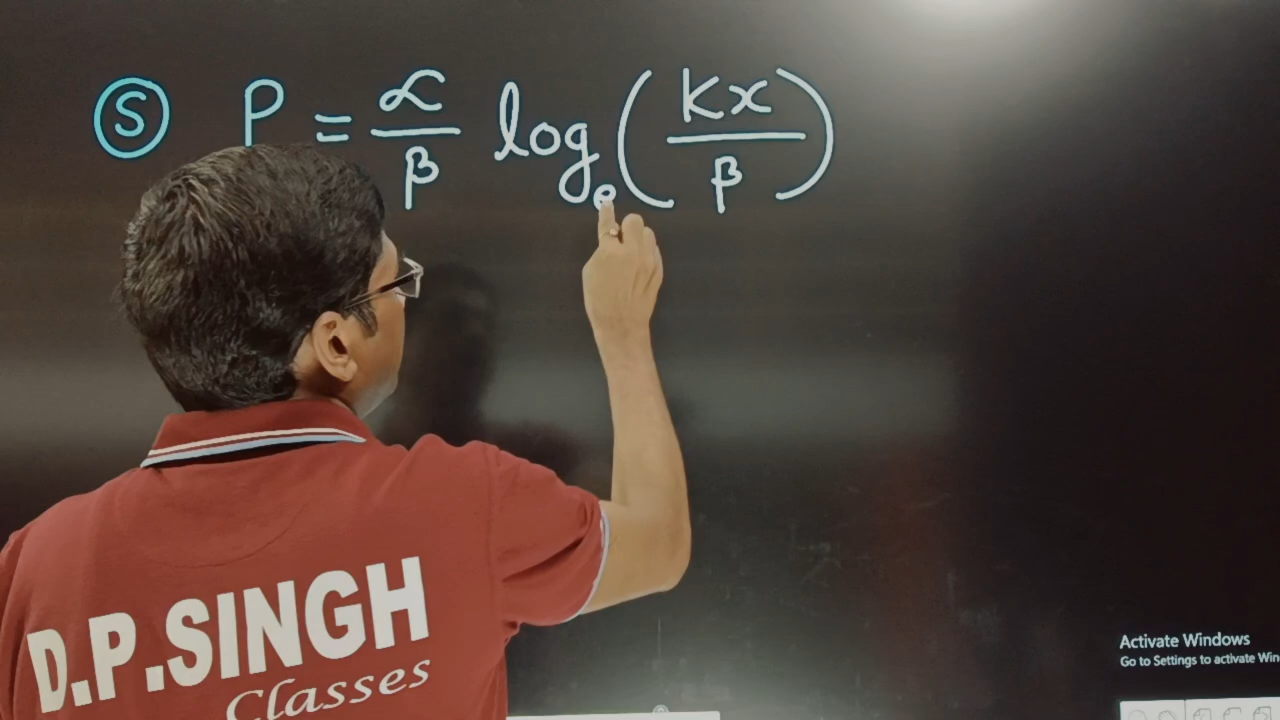 S P = α/β logₑ (Kx/β)
D.P.SINGH
Classes
Activate Windows
Go to Settings to activate Win